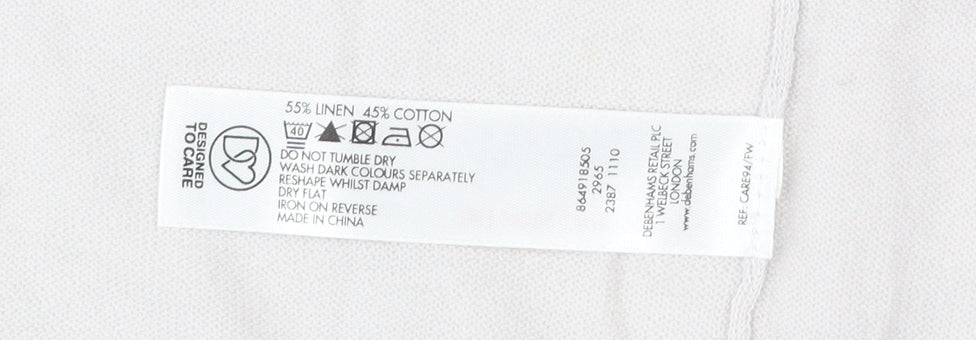 DESIGNED
TO CARE
55% LINEN 45% COTTON
40
DO NOT TUMBLE DRY
WASH DARK COLOURS SEPARATELY
RESHAPE WHILST DAMP
DRY FLAT
IRON ON REVERSE
MADE IN CHINA
864918505
2965
2387 1110
DEBENHAMS RETAIL PLC
1 WELBECK STREET
LONDON
www.debenhams.com
REF. CARE94/FW